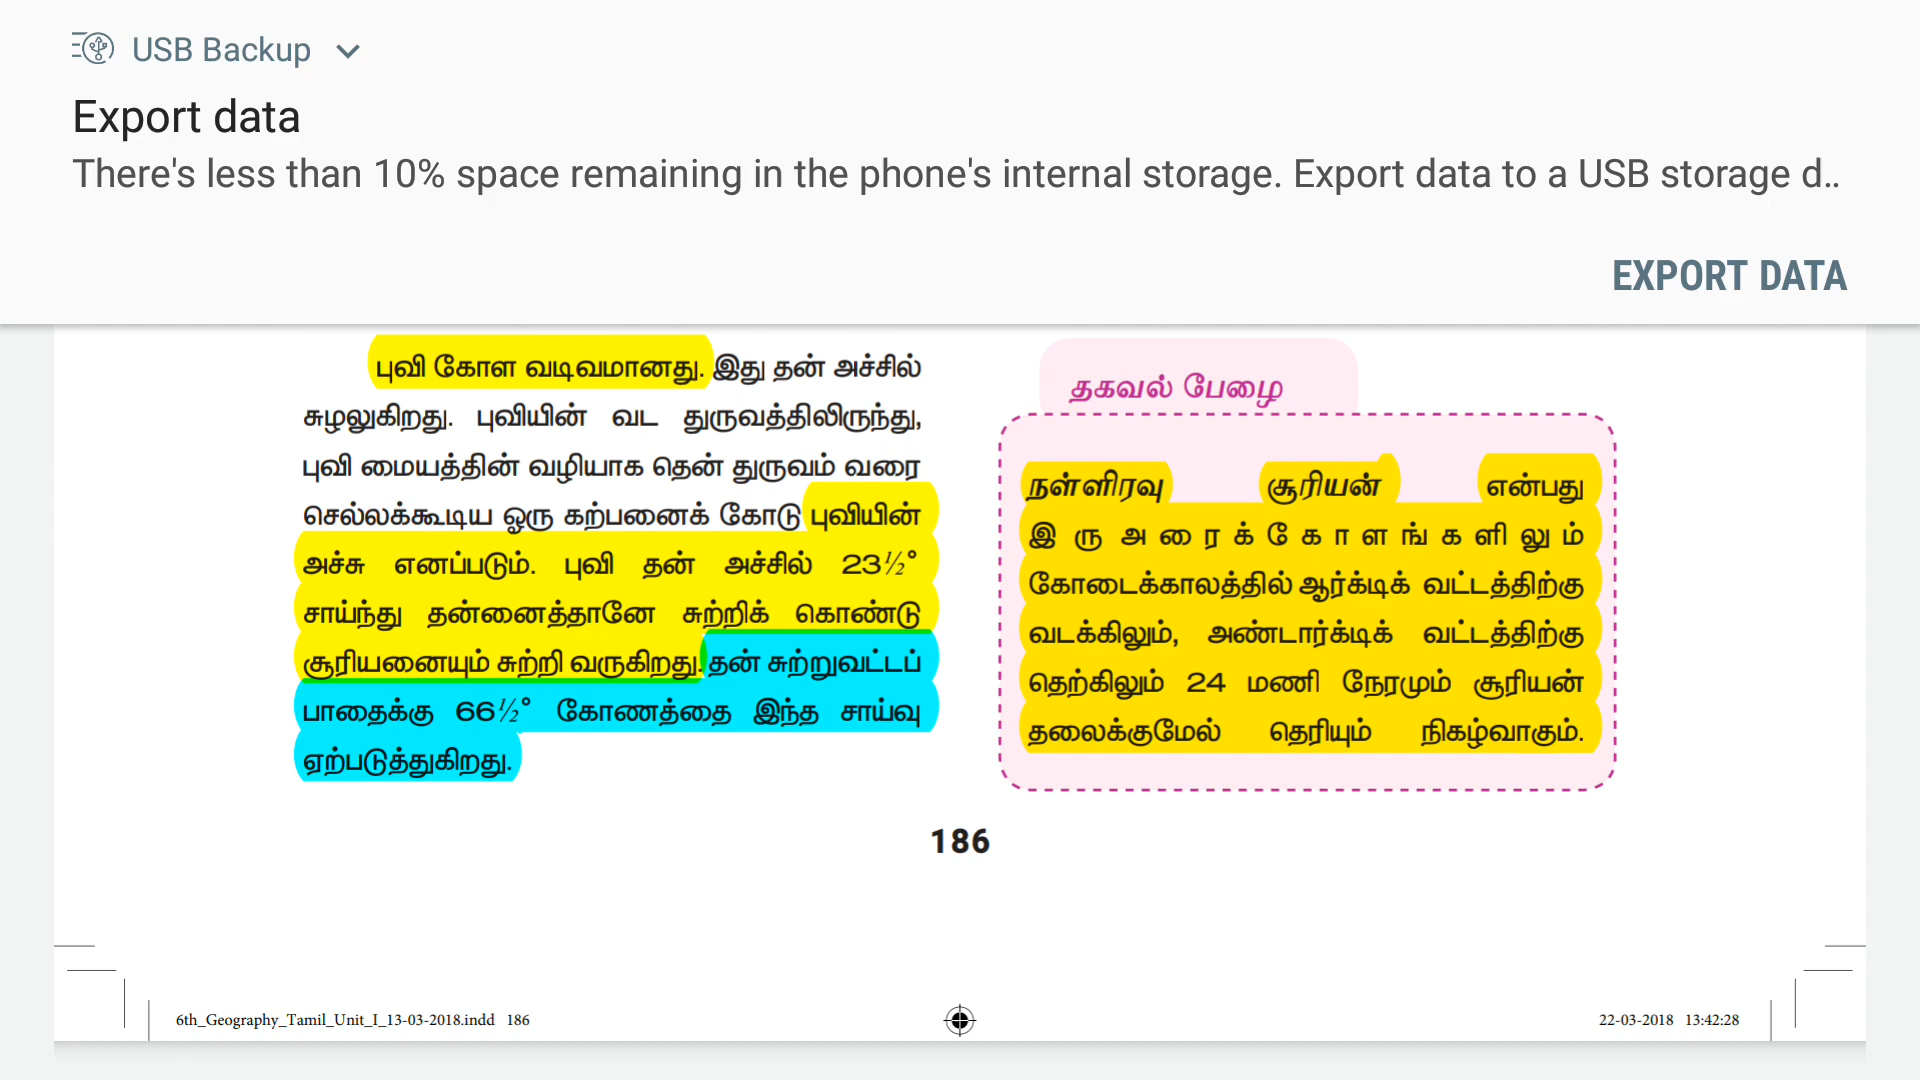 USB Backup
Export data
There's less than 10% space remaining in the phone's internal storage. Export data to a USB storage d..
EXPORT DATA
புவி கோள வடிவமானது. இது தன் அச்சில்
சுழலுகிறது. புவியின் வட துருவத்திலிருந்து,
புவி மையத்தின் வழியாக தென் துருவம் வரை
செல்லக்கூடிய ஒரு கற்பனைக் கோடு புவியின்
அச்சு எனப்படும். புவி தன் அச்சில் 23½°
சாய்ந்து தன்னைத்தானே சுற்றிக் கொண்டு
சூரியனையும் சுற்றி வருகிறது. தன் சுற்றுவட்டப்
பாதைக்கு 66½° கோணத்தை இந்த சாய்வு
ஏற்படுத்துகிறது.
தகவல் பேழை
நள்ளிரவு சூரியன் என்பது
இரு அரைக்கோளங்களிலும்
கோடைக்காலத்தில் ஆர்க்டிக் வட்டத்திற்கு
வடக்கிலும், அண்டார்க்டிக் வட்டத்திற்கு
தெற்கிலும் 24 மணி நேரமும் சூரியன்
தலைக்குமேல் தெரியும் நிகழ்வாகும்.
186
6th_Geography_Tamil_Unit_I_13-03-2018.indd 186
22-03-2018 13:42:28